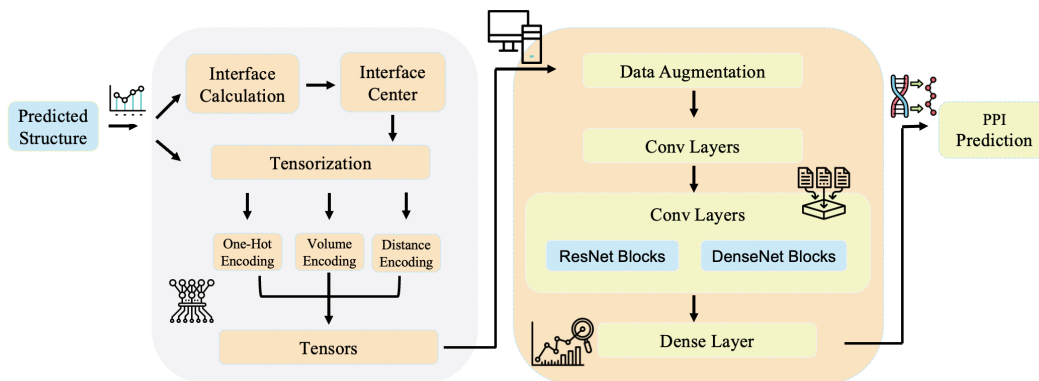 Predicted
Structure
Interface
Calculation
Interface
Center
Tensorization
One-Hot
Encoding
Volume
Encoding
Distance
Encoding
Tensors
Data Augmentation
Conv Layers
Conv Layers
ResNet Blocks
DenseNet Blocks
Dense Layer
PPI
Prediction